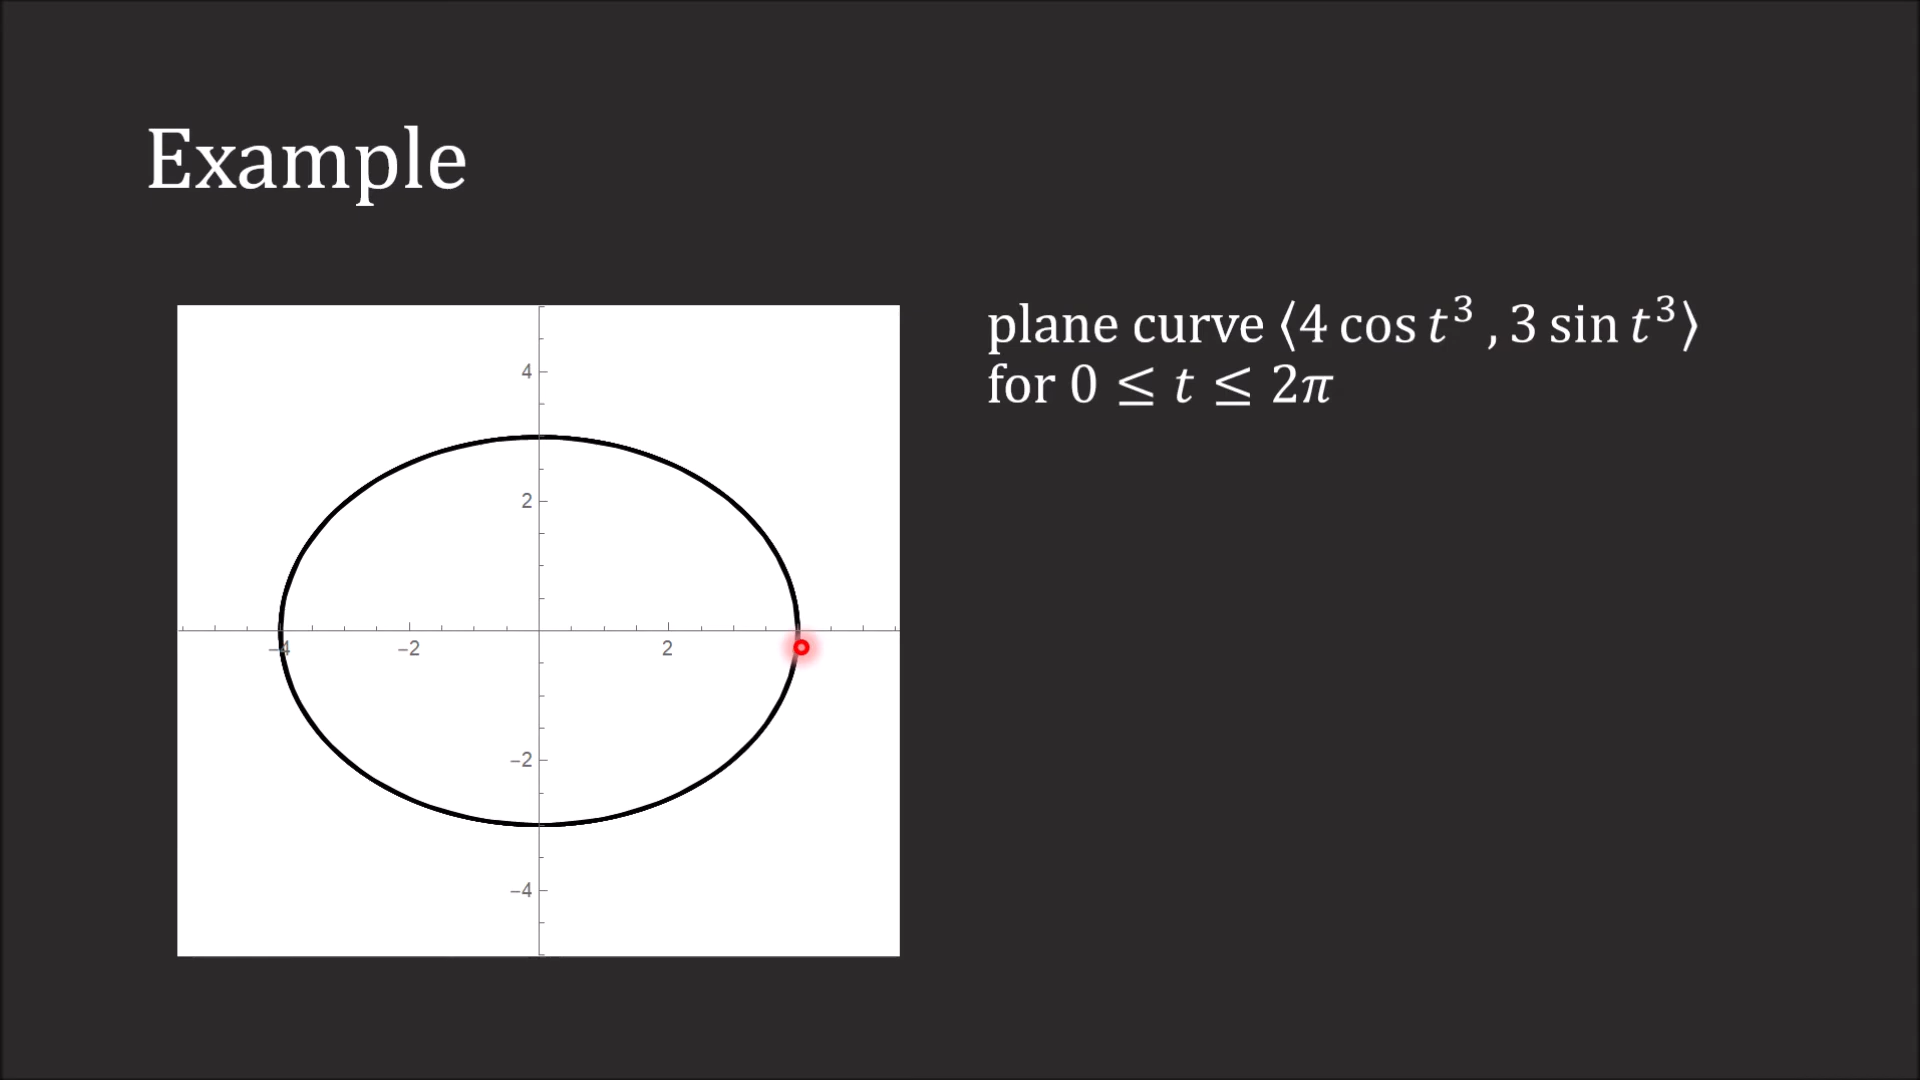 Example
plane curve ⟨4 cos t³ , 3 sin t³⟩
for 0 ≤ t ≤ 2π
4
2
−4 −2 2
−2
−4